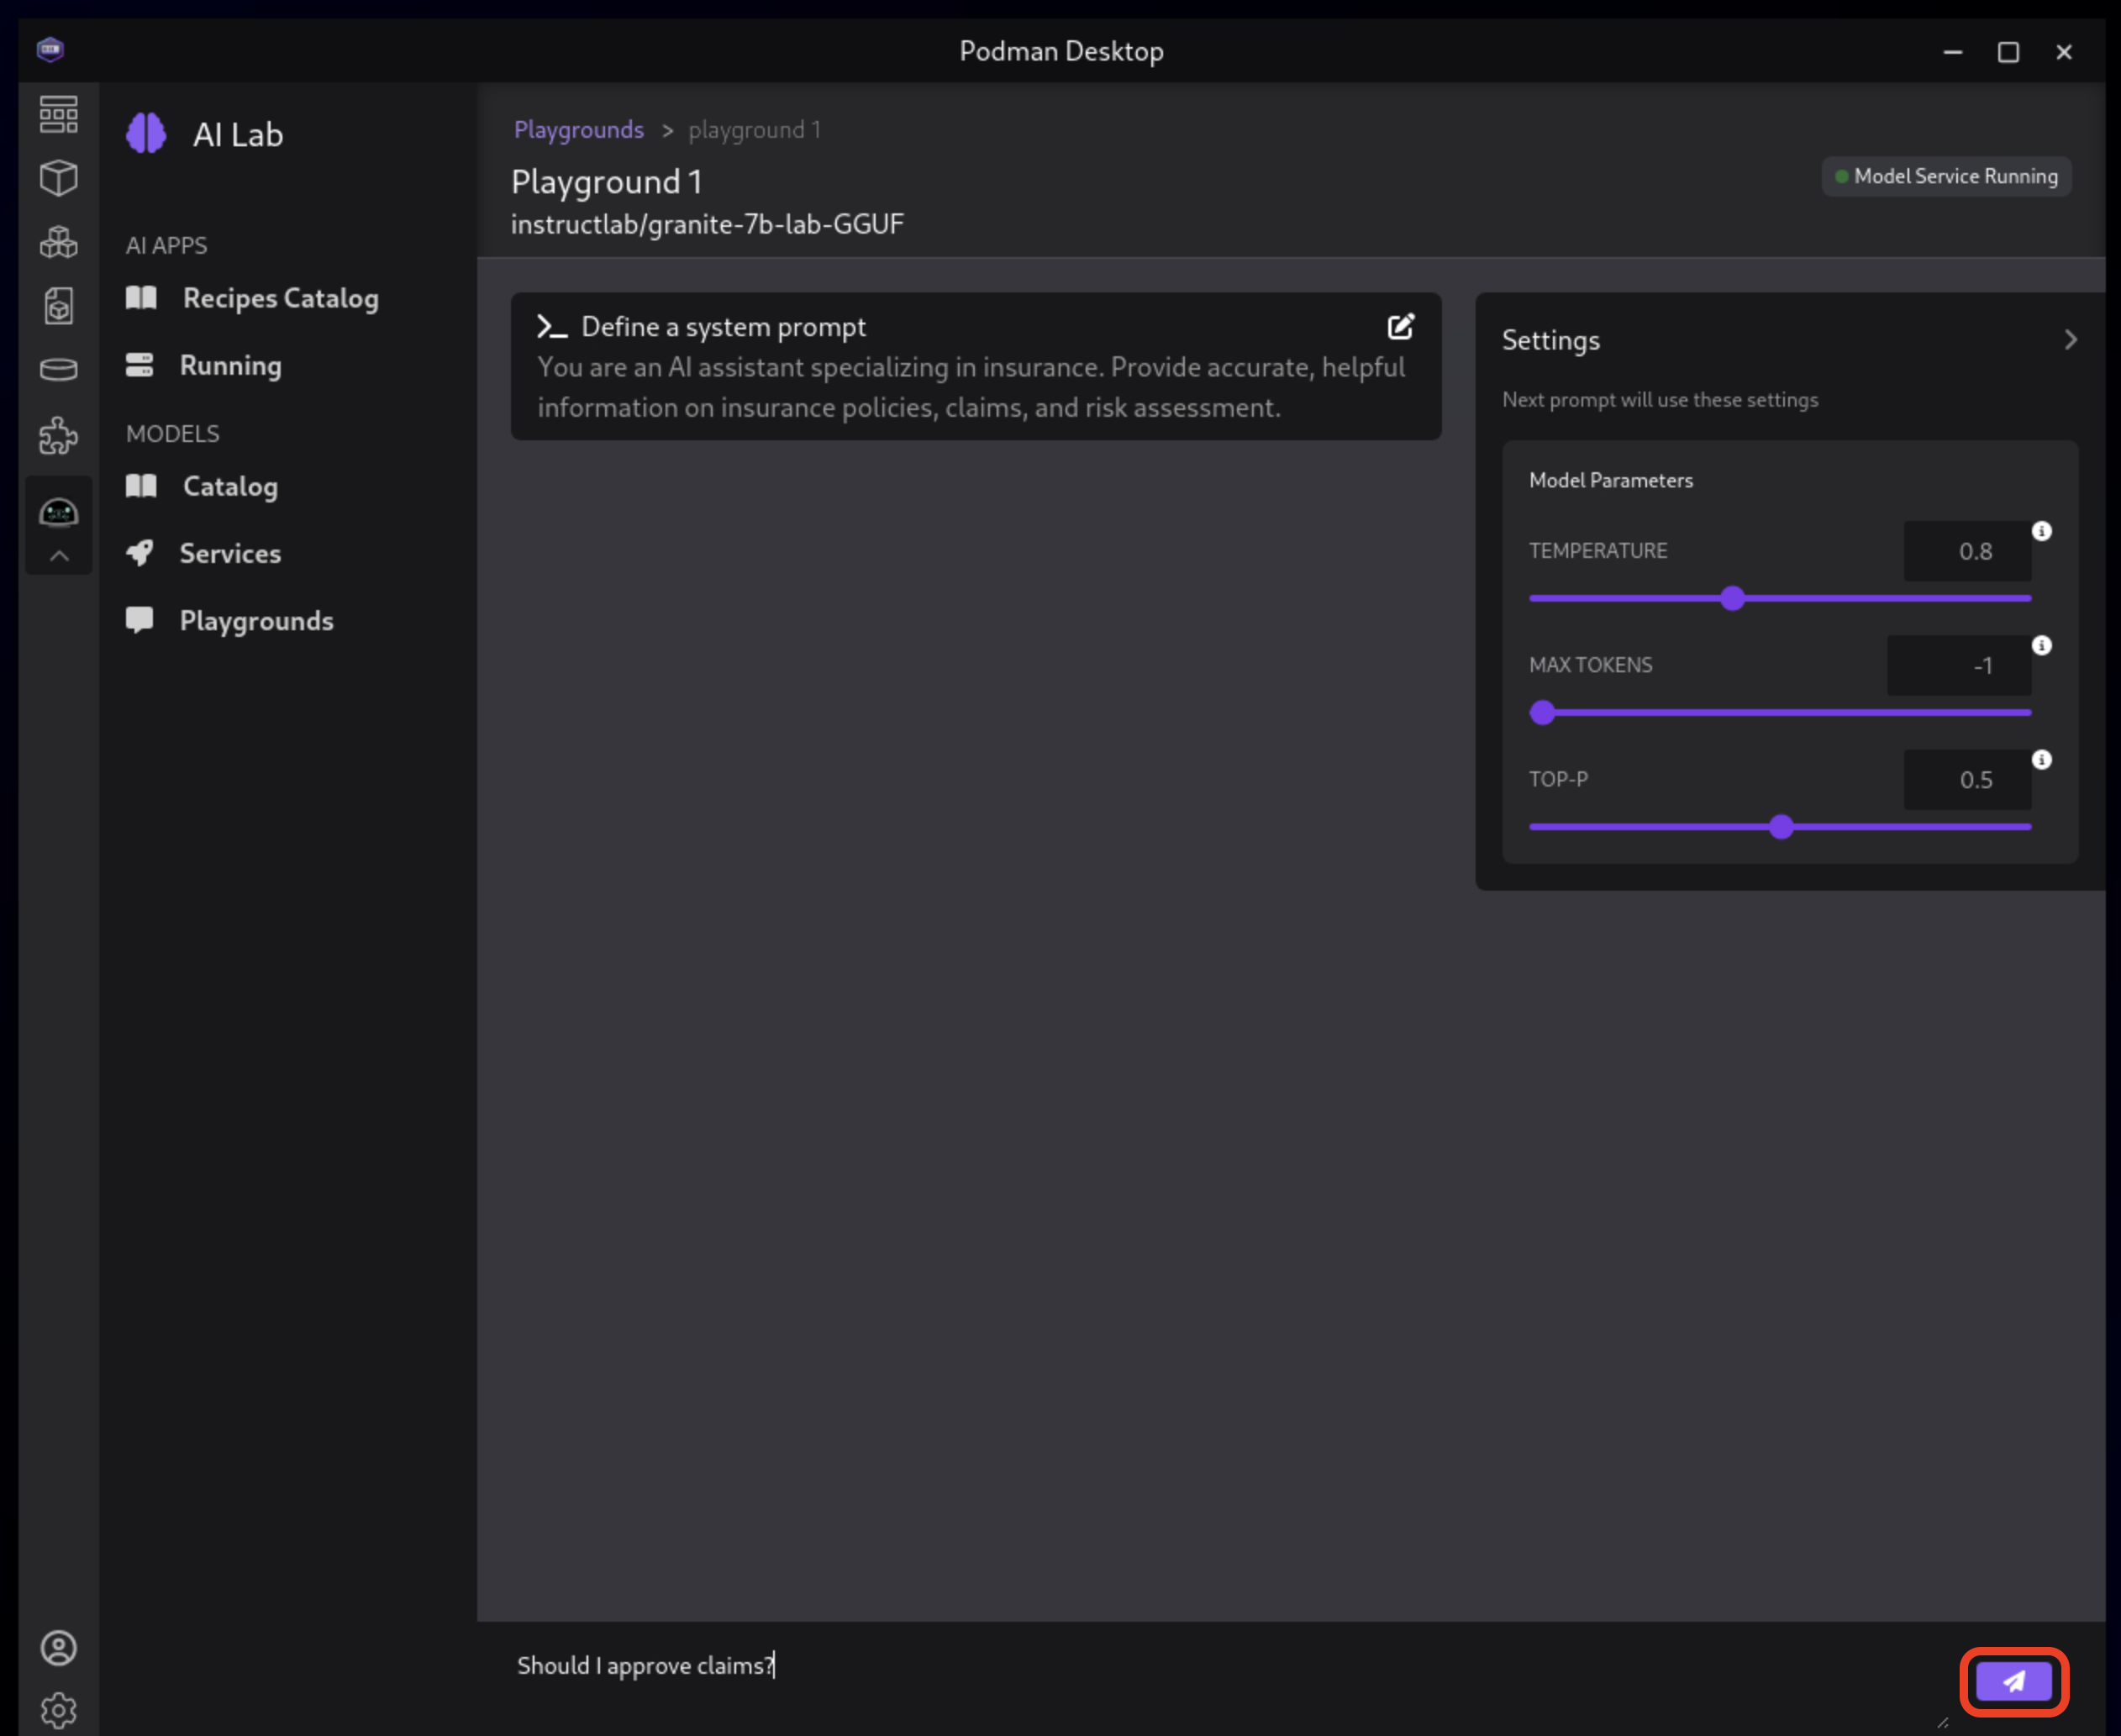 Podman Desktop
AI Lab
AI APPS
Recipes Catalog
Running
MODELS
Catalog
Services
Playgrounds
Playgrounds > playground 1
Playground 1
instructlab/granite-7b-lab-GGUF
Model Service Running
Define a system prompt
You are an AI assistant specializing in insurance. Provide accurate, helpful
information on insurance policies, claims, and risk assessment.
Settings
Next prompt will use these settings
Model Parameters
TEMPERATURE 0.8
MAX TOKENS -1
TOP-P 0.5
Should I approve claims?